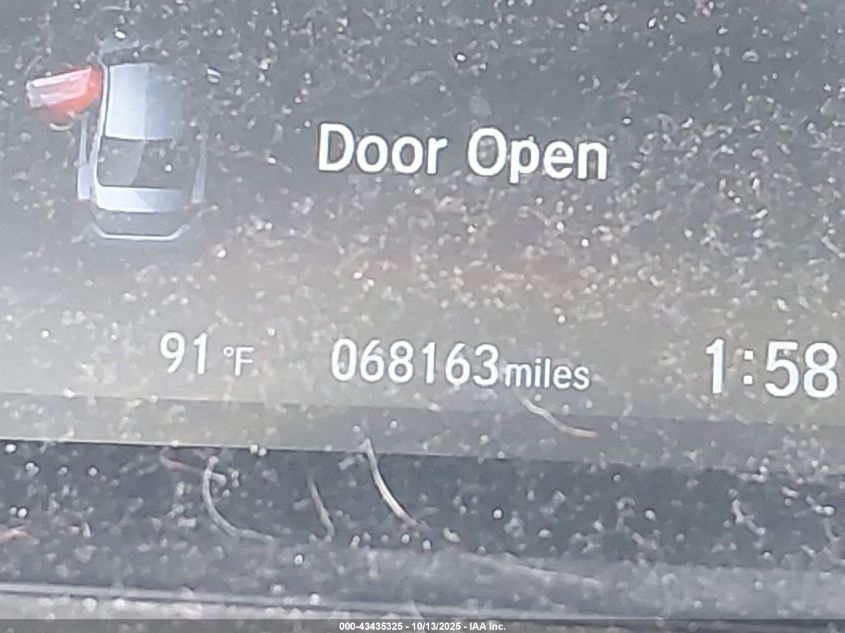 Door Open
91 °F 068163 miles 1:58
000-43435325 - 10/13/2025 - IAA Inc.